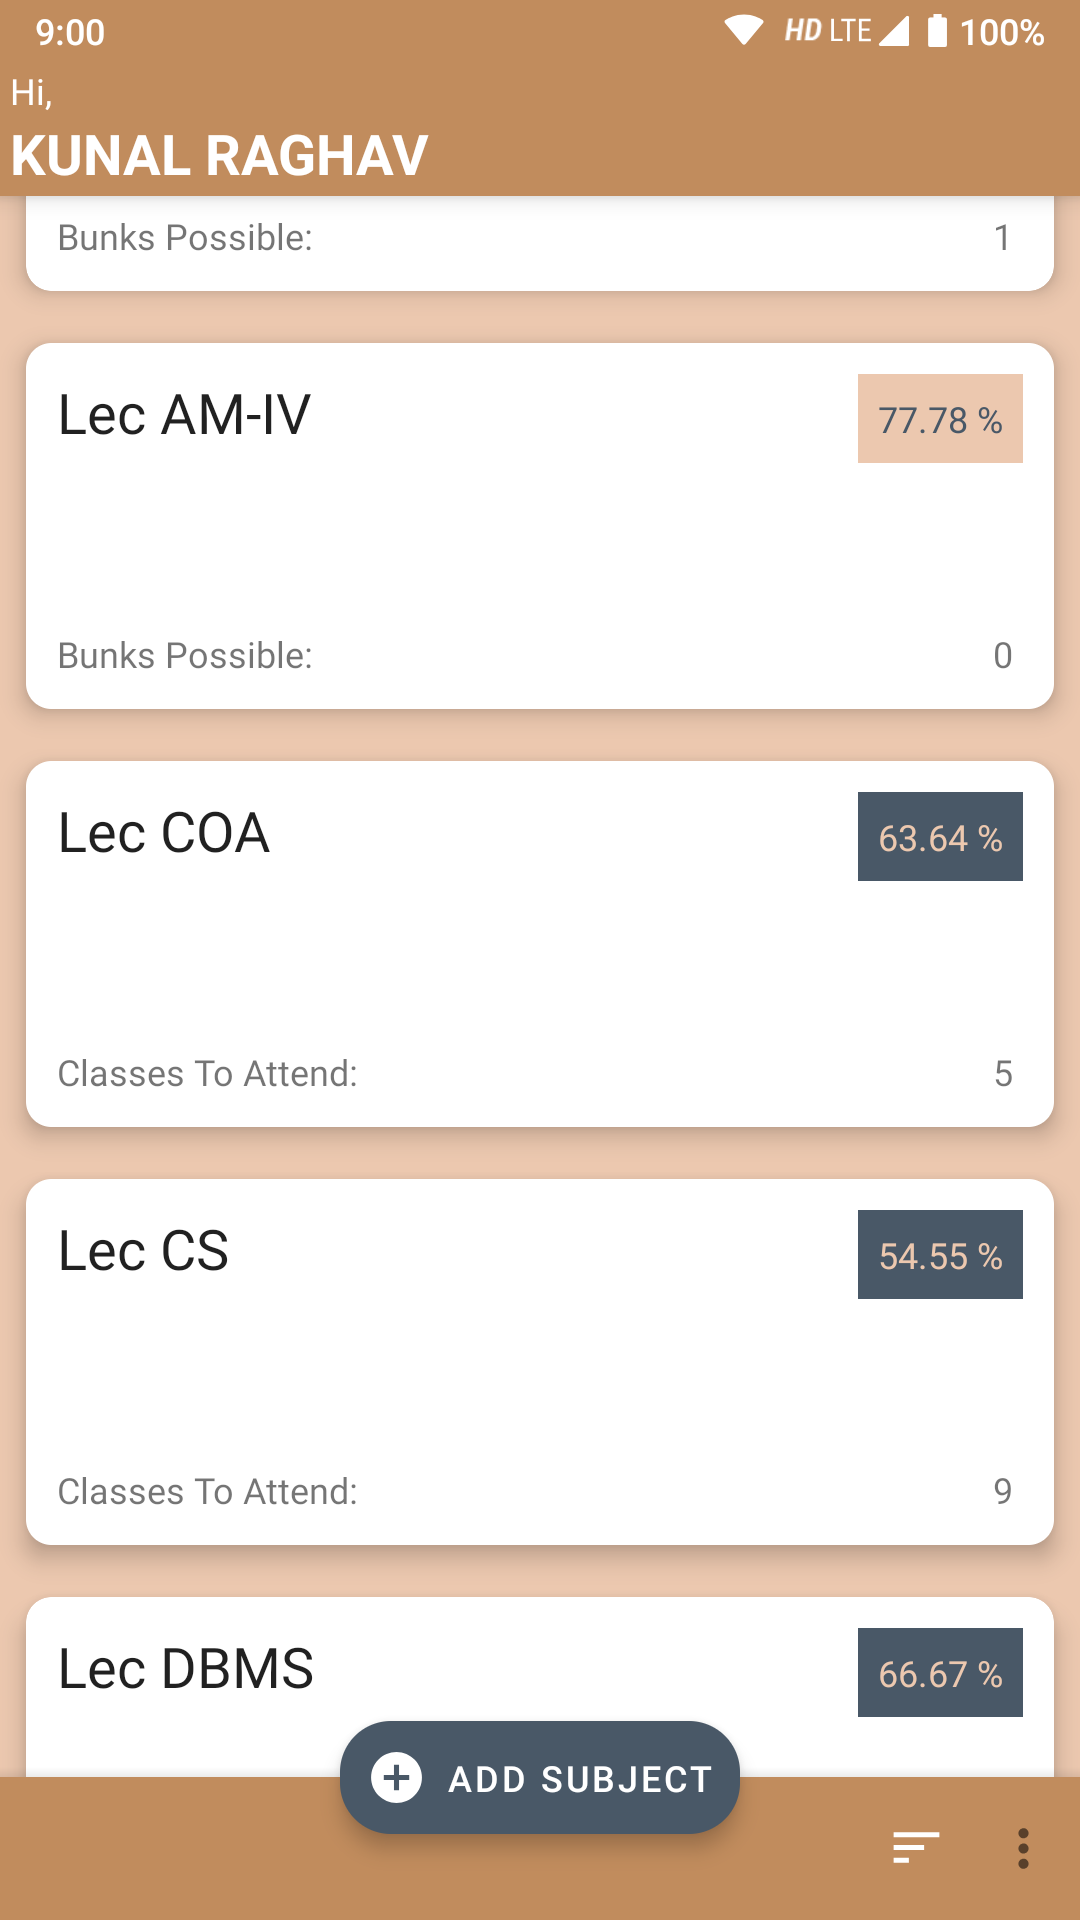 9:00 HD LTE 100%
Hi,
KUNAL RAGHAV
Bunks Possible: 1
Lec AM-IV 77.78 %
Bunks Possible: 0
Lec COA 63.64 %
Classes To Attend: 5
Lec CS 54.55 %
Classes To Attend: 9
Lec DBMS 66.67 %
ADD SUBJECT